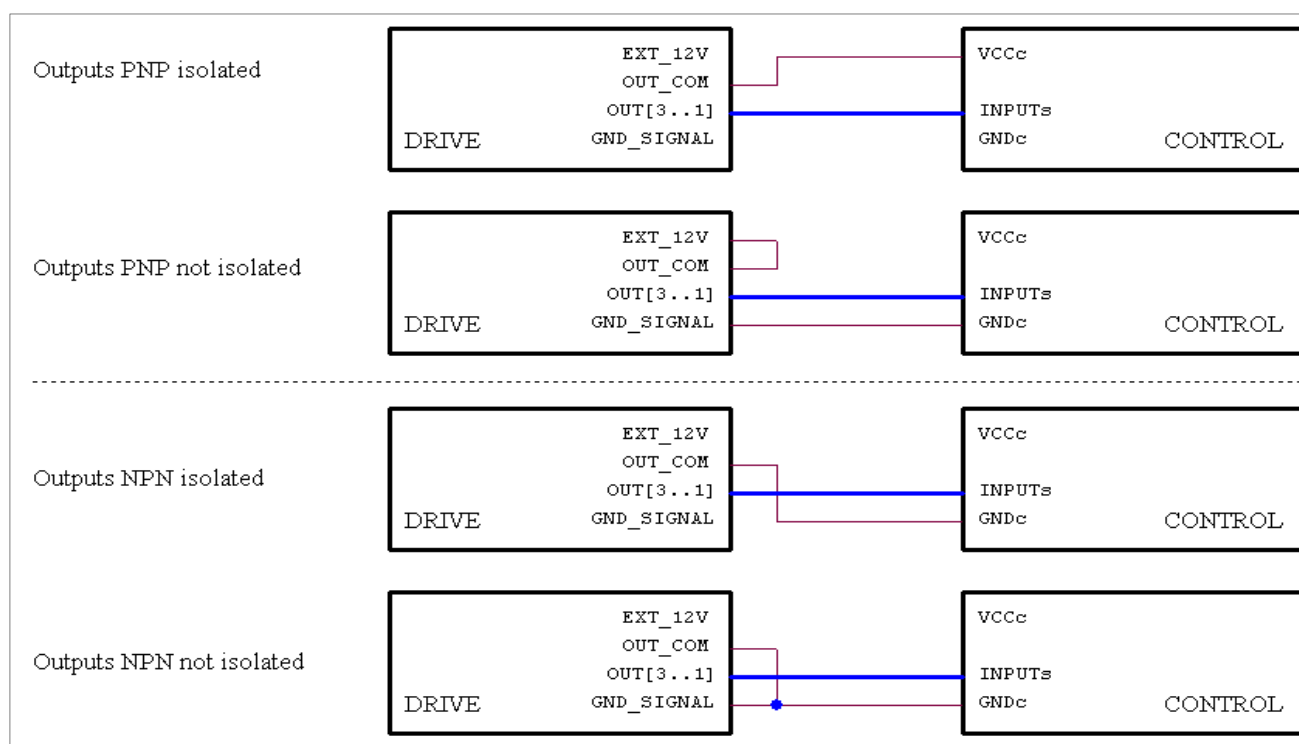 Outputs PNP isolated
EXT_12V
OUT_COM
OUT[3..1]
GND_SIGNAL
DRIVE
VCCc
INPUTs
GNDc
CONTROL
Outputs PNP not isolated
EXT_12V
OUT_COM
OUT[3..1]
GND_SIGNAL
DRIVE
VCCc
INPUTs
GNDc
CONTROL
Outputs NPN isolated
EXT_12V
OUT_COM
OUT[3..1]
GND_SIGNAL
DRIVE
VCCc
INPUTs
GNDc
CONTROL
Outputs NPN not isolated
EXT_12V
OUT_COM
OUT[3..1]
GND_SIGNAL
DRIVE
VCCc
INPUTs
GNDc
CONTROL